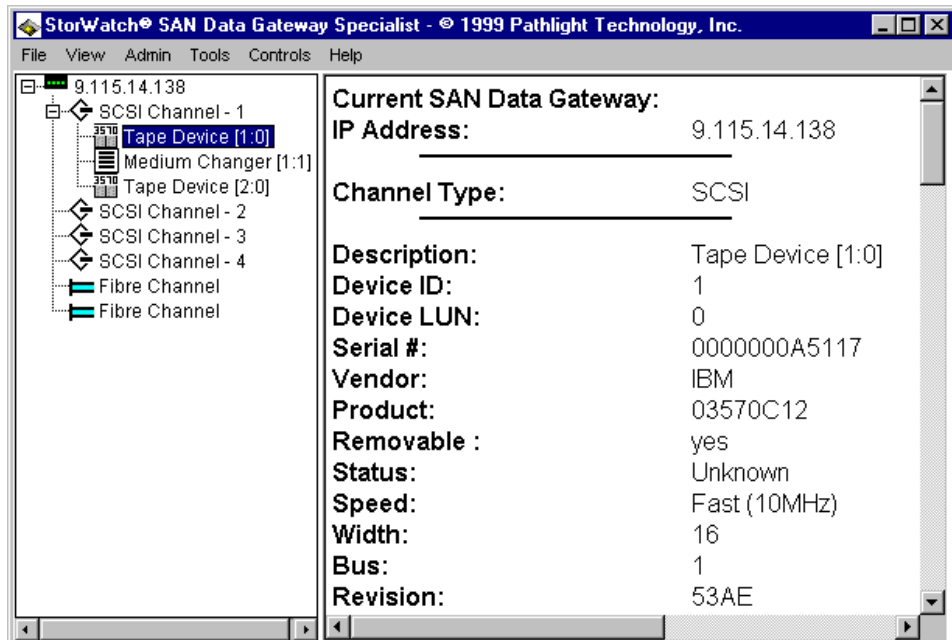 StorWatch® SAN Data Gateway Specialist - © 1999 Pathlight Technology, Inc.
File View Admin Tools Controls Help
9.115.14.138
SCSI Channel - 1
3570 Tape Device [1:0]
Medium Changer [1:1]
3570 Tape Device [2:0]
SCSI Channel - 2
SCSI Channel - 3
SCSI Channel - 4
Fibre Channel
Fibre Channel
Current SAN Data Gateway:
IP Address: 9.115.14.138
Channel Type: SCSI
Description: Tape Device [1:0]
Device ID: 1
Device LUN: 0
Serial #: 0000000A5117
Vendor: IBM
Product: 03570C12
Removable : yes
Status: Unknown
Speed: Fast (10MHz)
Width: 16
Bus: 1
Revision: 53AE